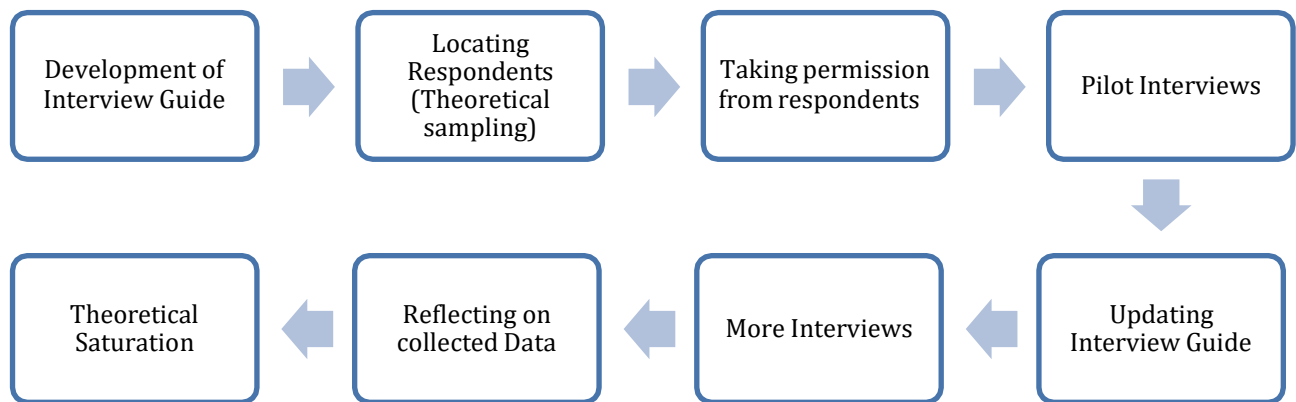 Development of
Interview Guide
Locating
Respondents
(Theoretical
sampling)
Taking permission
from respondents
Pilot Interviews
Updating
Interview Guide
More Interviews
Reflecting on
collected Data
Theoretical
Saturation